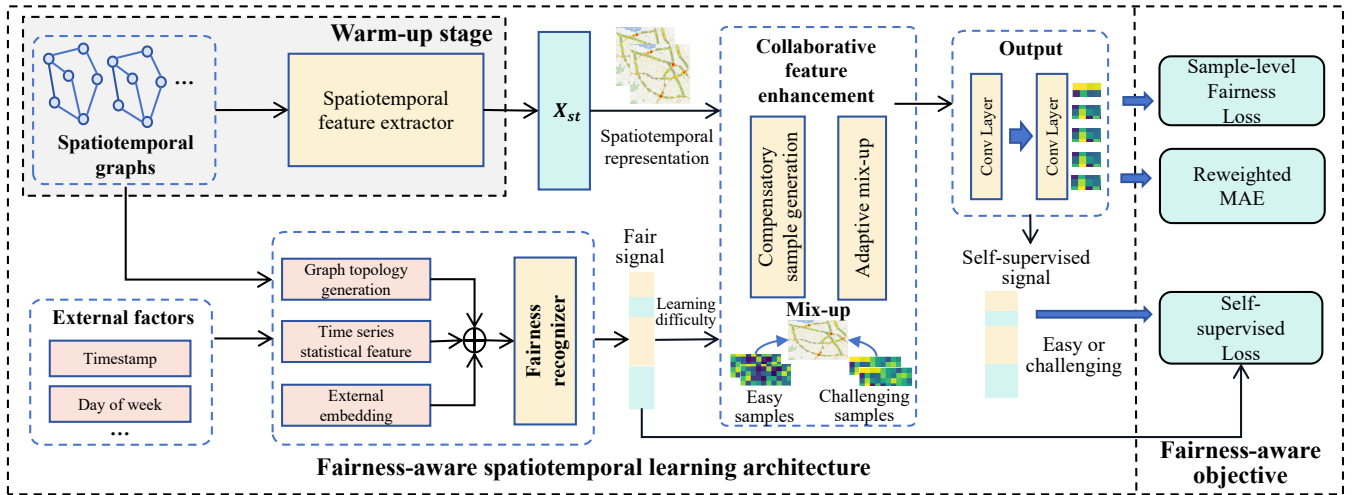 Warm-up stage
...
Spatiotemporal
graphs
Spatiotemporal
feature extractor
X_st
Spatiotemporal
representation
Collaborative
feature
enhancement
Compensatory
sample generation
Adaptive mix-up
Mix-up
Easy
samples
Challenging
samples
Output
Conv Layer
Conv Layer
Self-supervised
signal
Easy or
challenging
Sample-level
Fairness
Loss
Reweighted
MAE
Self-
supervised
Loss
External factors
Timestamp
Day of week
...
Graph topology
generation
Time series
statistical feature
External
embedding
Fairness
recognizer
Fair
signal
Learning
difficulty
Fairness-aware spatiotemporal learning architecture
Fairness-aware
objective